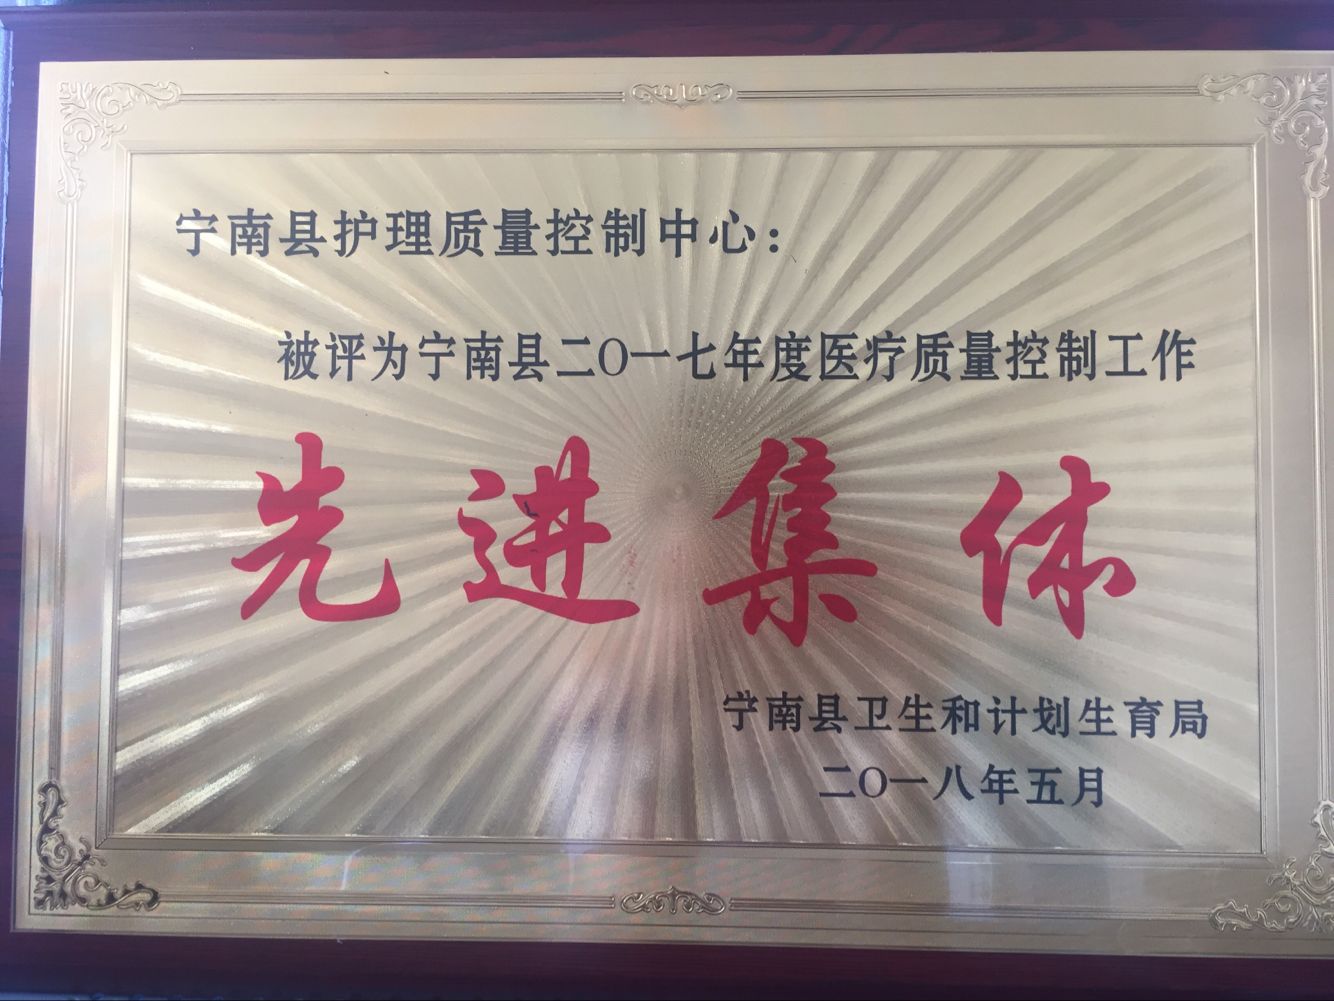 宁南县护理质量控制中心:
被评为宁南县二〇一七年度医疗质量控制工作
先进集体
宁南县卫生和计划生育局
二〇一八年五月